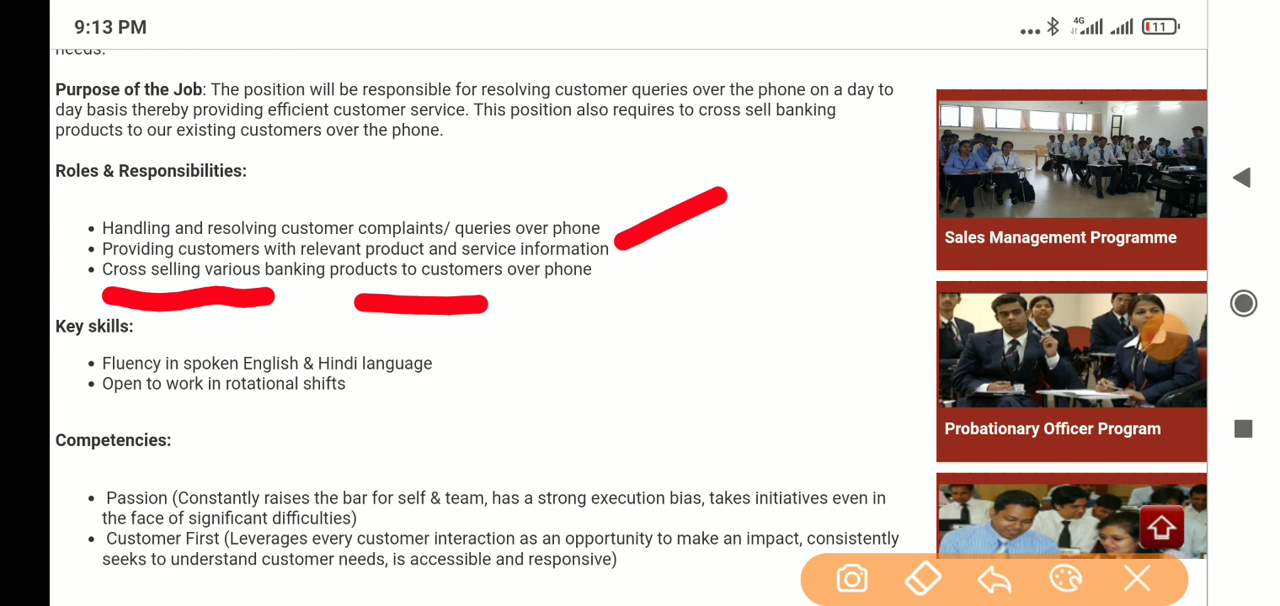 9:13 PM
4G
11
needs.
Purpose of the Job: The position will be responsible for resolving customer queries over the phone on a day to
day basis thereby providing efficient customer service. This position also requires to cross sell banking
products to our existing customers over the phone.
Roles & Responsibilities:
• Handling and resolving customer complaints/ queries over phone
• Providing customers with relevant product and service information
• Cross selling various banking products to customers over phone
Key skills:
• Fluency in spoken English & Hindi language
• Open to work in rotational shifts
Competencies:
• Passion (Constantly raises the bar for self & team, has a strong execution bias, takes initiatives even in
the face of significant difficulties)
• Customer First (Leverages every customer interaction as an opportunity to make an impact, consistently
seeks to understand customer needs, is accessible and responsive)
Sales Management Programme
Probationary Officer Program